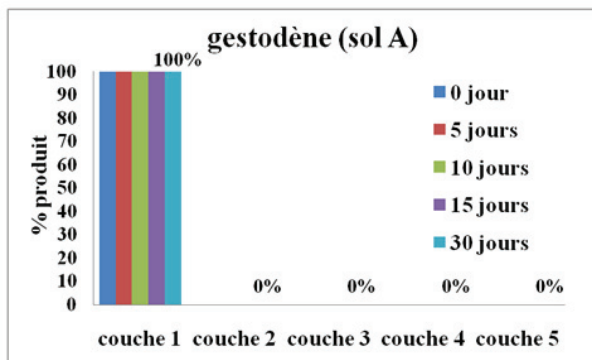 gestodène (sol A)
100%
% produit
100
90
80
70
60
50
40
30
20
10
0
0 jour
5 jours
10 jours
15 jours
30 jours
0% 0% 0% 0%
couche 1 couche 2 couche 3 couche 4 couche 5